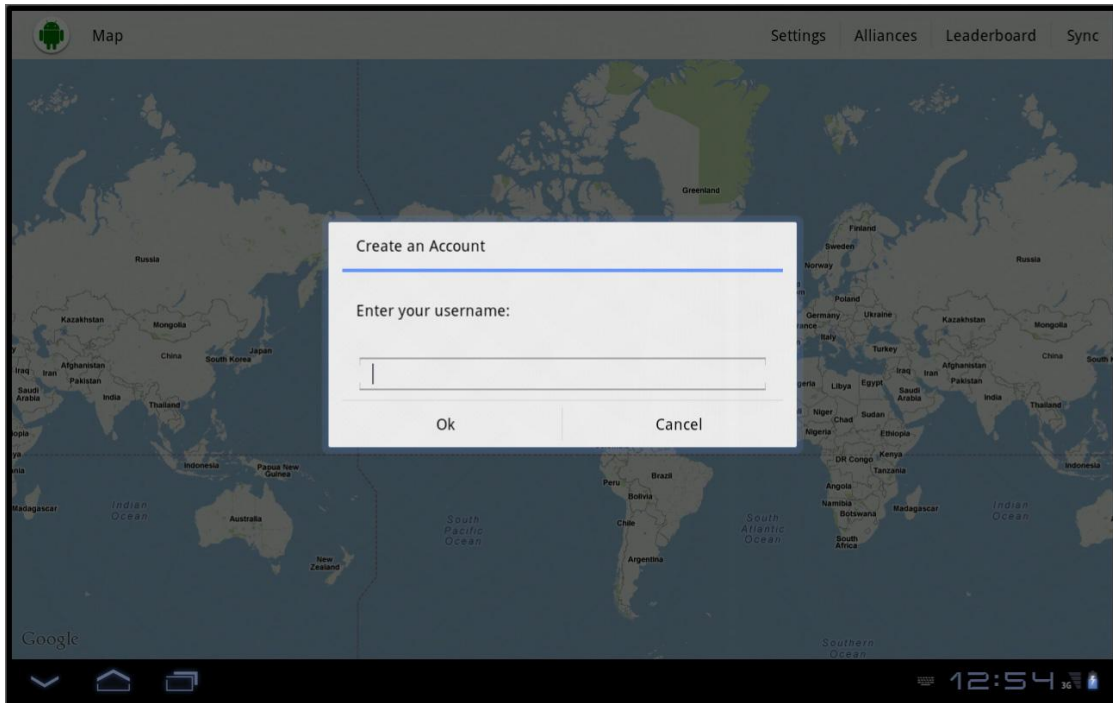 Map
Settings Alliances Leaderboard Sync
Greenland
Finland
Sweden
Norway
Russia
Russia
Create an Account
Enter your username:
Ok Cancel
Poland
Germany Ukraine
Italy
Turkey
Kazakhstan
Mongolia
Kazakhstan
Mongolia
China
South Korea
Japan
China
Iraq Iran
Afghanistan
Pakistan
Saudi
Arabia
India
Thailand
Iraq Iran
Afghanistan
Pakistan
Libya Egypt
Saudi
Arabia
India
Thailand
Niger
Chad Sudan
Nigeria
Ethiopia
DR Congo Kenya
Tanzania
Indonesia
Papua New
Guinea
Indonesia
Peru
Brazil
Bolivia
Angola
Namibia
Botswana
Madagascar
Madagascar
Indian
Ocean
Australia
South
Pacific
Ocean
Chile
South
Atlantic
Ocean
South
Africa
Indian
Ocean
New
Zealand
Argentina
Google
Southern
Ocean
12:54 3G